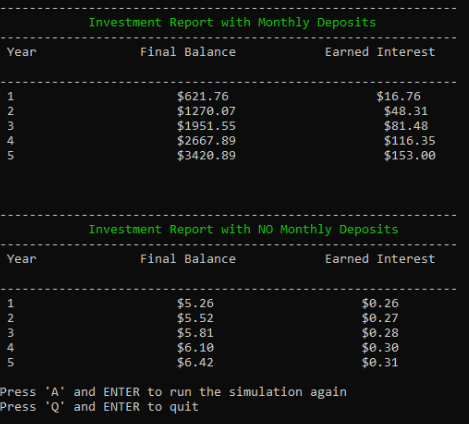 Investment Report with Monthly Deposits
Year Final Balance Earned Interest
1 $621.76 $16.76
2 $1270.07 $48.31
3 $1951.55 $81.48
4 $2667.89 $116.35
5 $3420.89 $153.00
Investment Report with NO Monthly Deposits
Year Final Balance Earned Interest
1 $5.26 $0.26
2 $5.52 $0.27
3 $5.81 $0.28
4 $6.10 $0.30
5 $6.42 $0.31
Press 'A' and ENTER to run the simulation again
Press 'Q' and ENTER to quit